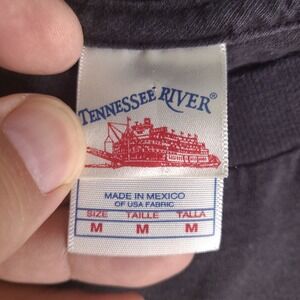 TENNESSEE RIVER®
MADE IN MEXICO
OF USA FABRIC
SIZE TAILLE TALLA
M M M